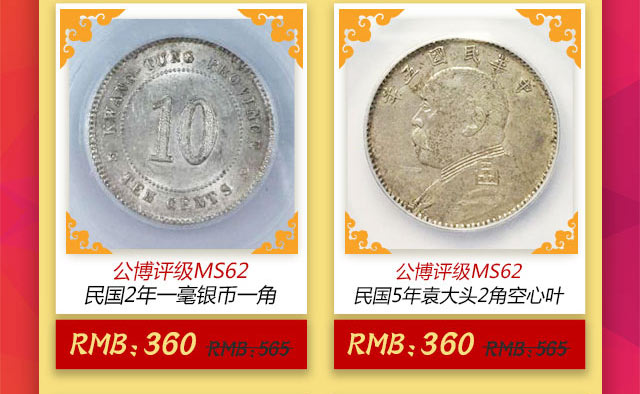 KWANG-TUNG PROVINCE
10
TEN CENTS
公博评级MS62
民国2年一毫银币一角
RMB: 360 RMB: 565
年五國民華中
公博评级MS62
民国5年袁大头2角空心叶
RMB: 360 RMB: 565